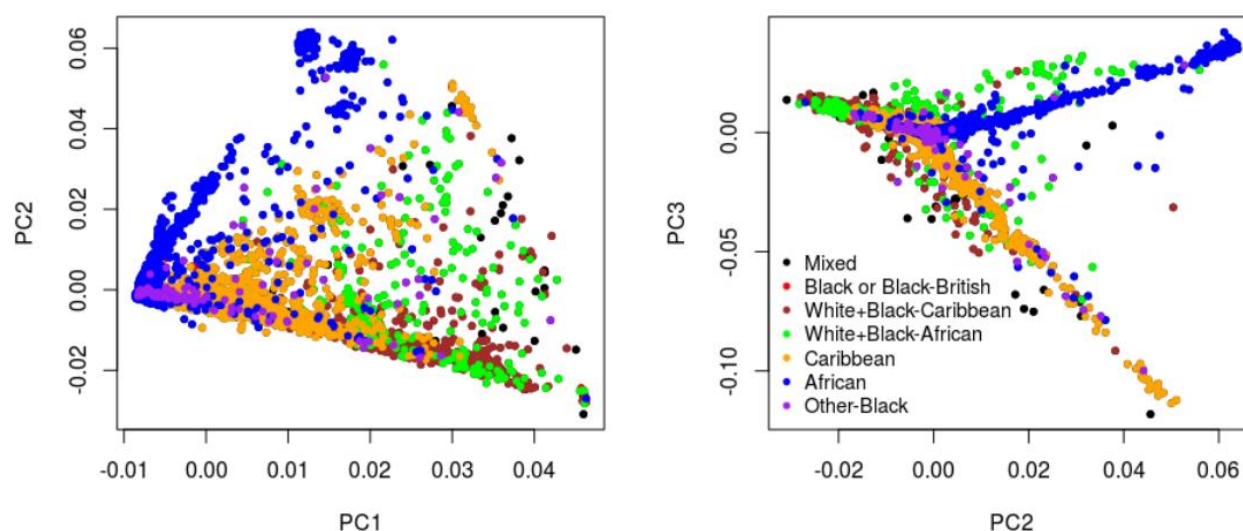 PC2
0.06
0.04
0.02
0.00
-0.02
-0.01
0.00
0.01
0.02
0.03
0.04
PC1
PC3
0.00
-0.05
-0.10
Mixed
Black or Black-British
White+Black-Caribbean
White+Black-African
Caribbean
African
Other-Black
-0.02
0.00
0.02
0.04
0.06
PC2